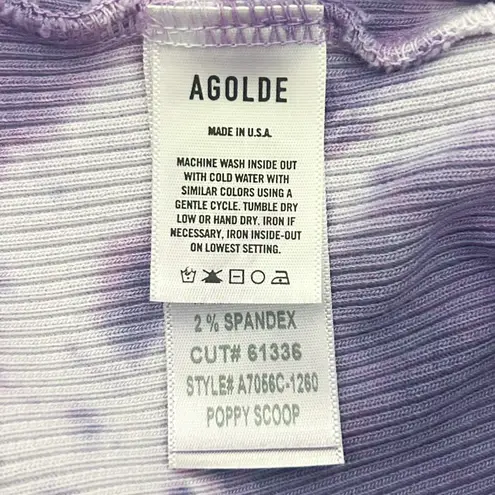 AGOLDE
MADE IN U.S.A.
MACHINE WASH INSIDE OUT
WITH COLD WATER WITH
SIMILAR COLORS USING A
GENTLE CYCLE. TUMBLE DRY
LOW OR HAND DRY. IRON IF
NECESSARY, IRON INSIDE-OUT
ON LOWEST SETTING.
2 % SPANDEX
CUT# 61336
STYLE# A7056C-1260
POPPY SCOOP